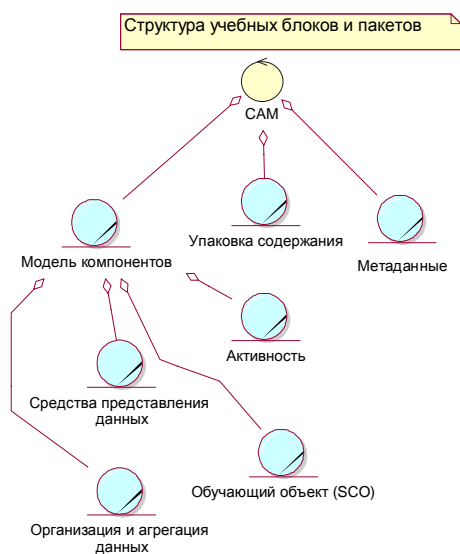 Структура учебных блоков и пакетов
CAM
Модель компонентов
Упаковка содержания
Метаданные
Активность
Средства представления
данных
Обучающий объект (SCO)
Организация и агрегация
данных